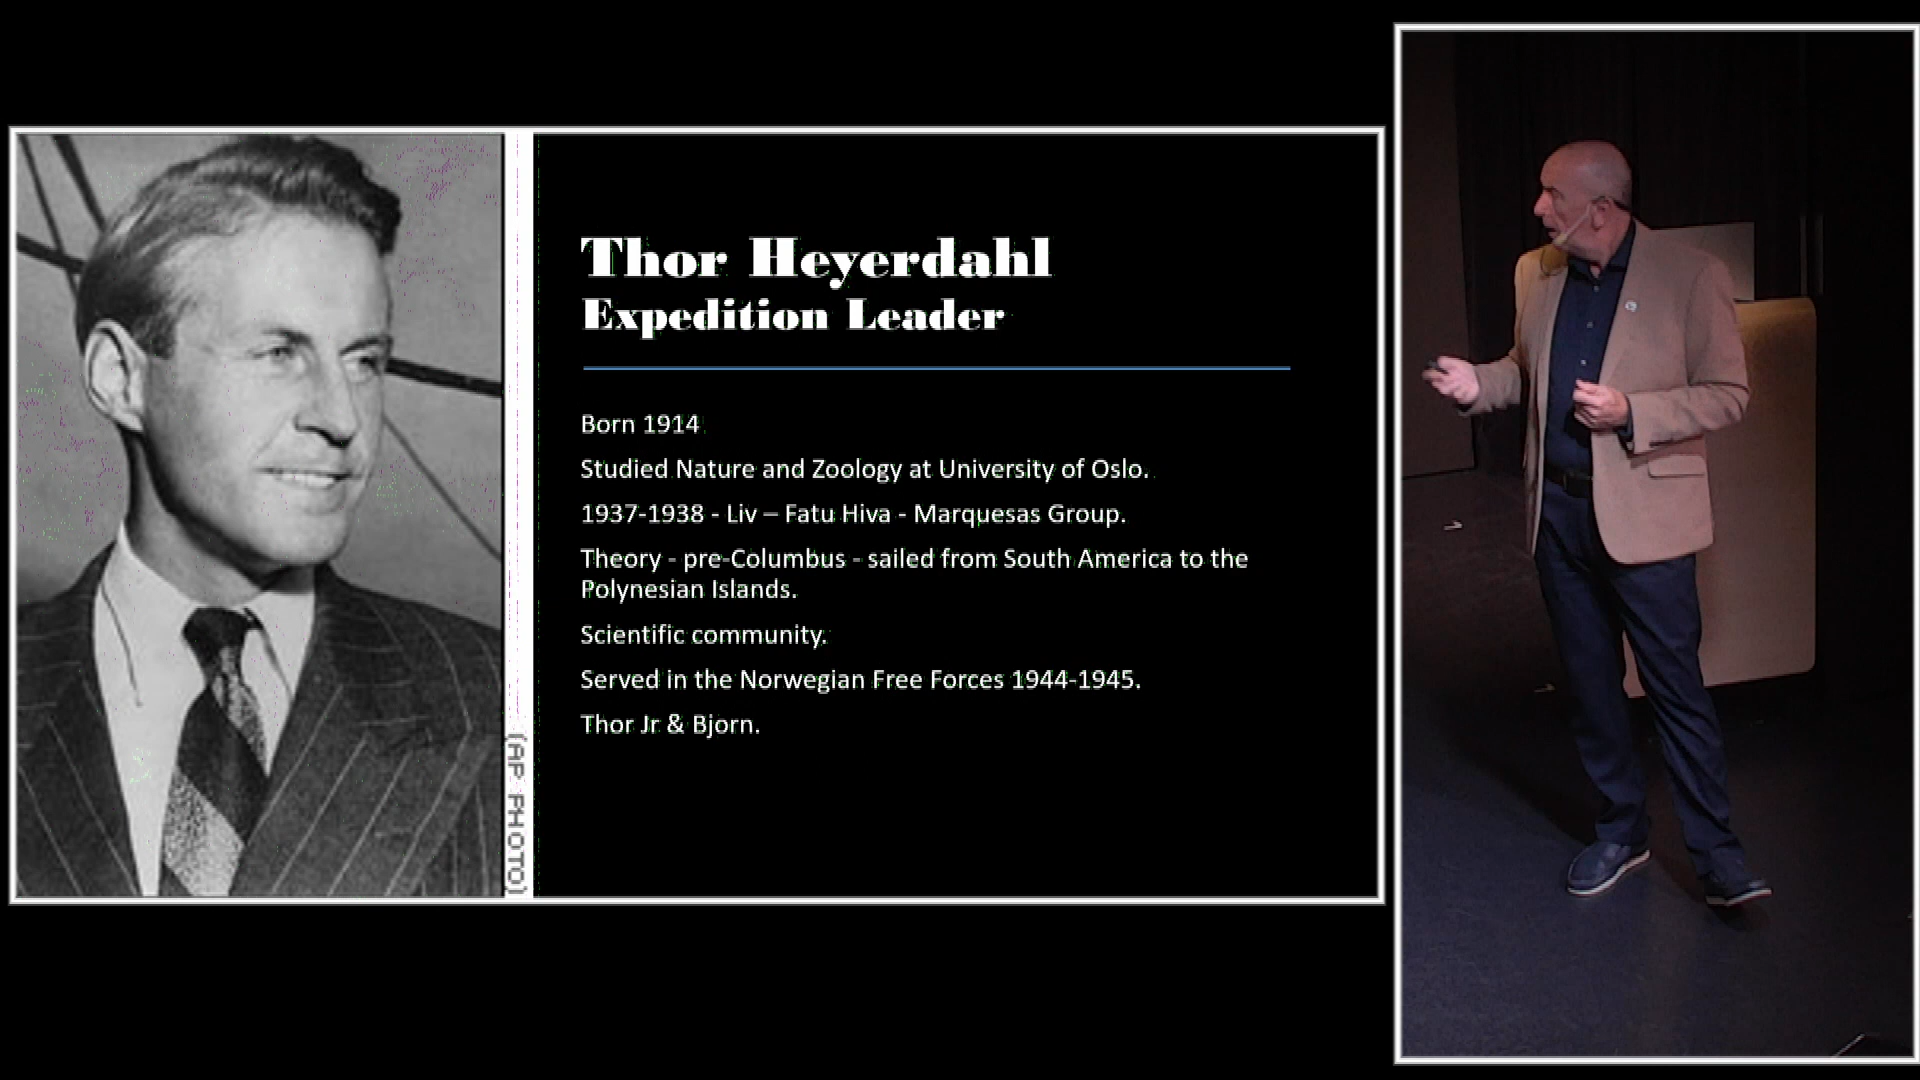 Thor Heyerdahl
Expedition Leader
Born 1914
Studied Nature and Zoology at University of Oslo.
1937-1938 - Liv – Fatu Hiva - Marquesas Group.
Theory - pre-Columbus - sailed from South America to the
Polynesian Islands.
Scientific community.
Served in the Norwegian Free Forces 1944-1945.
Thor Jr & Bjorn.
(AP PHOTO)